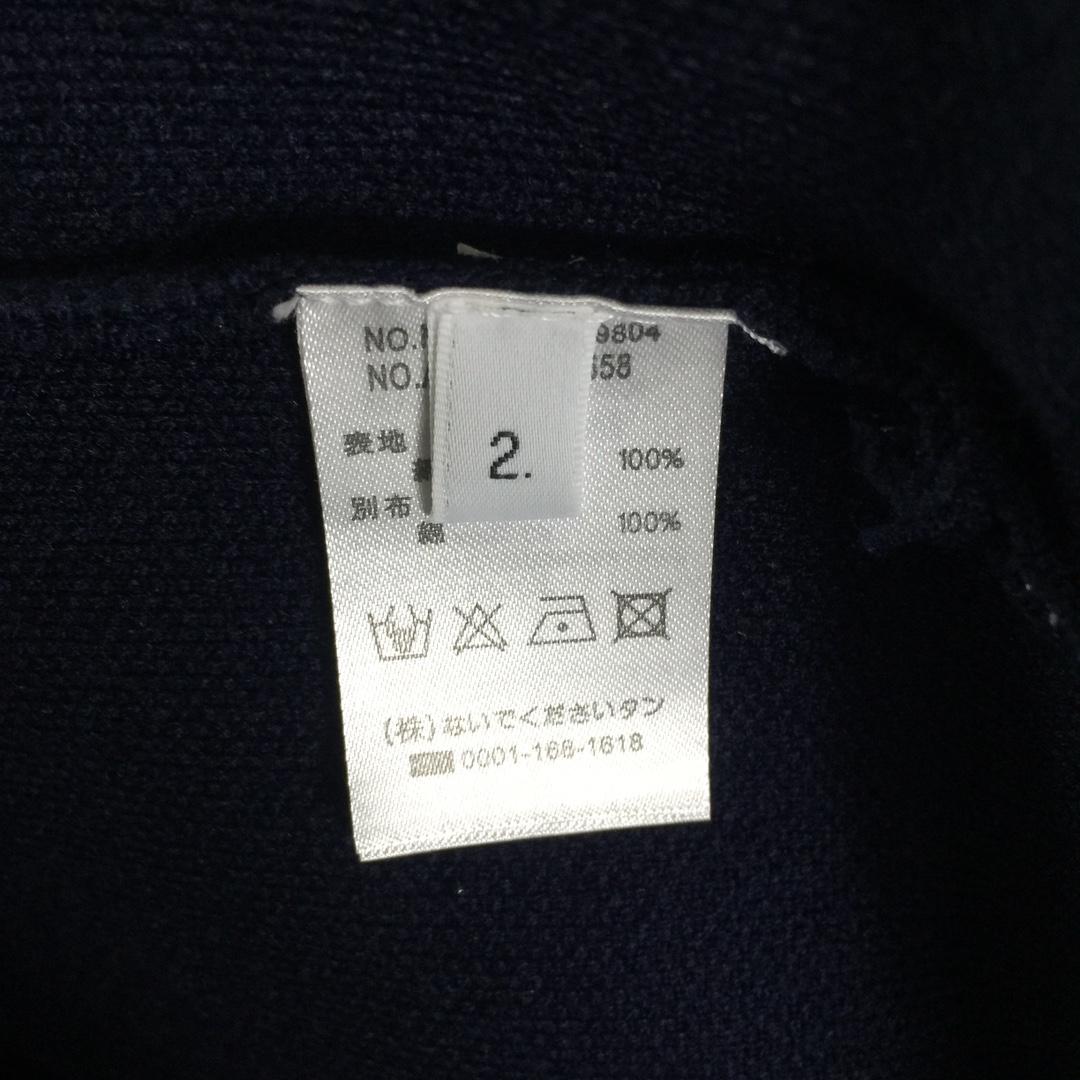 NO. 9804
NO. 58
2.
表地
100%
別布
綿 100%
(株)ないでくださいタン
0001-168-1618